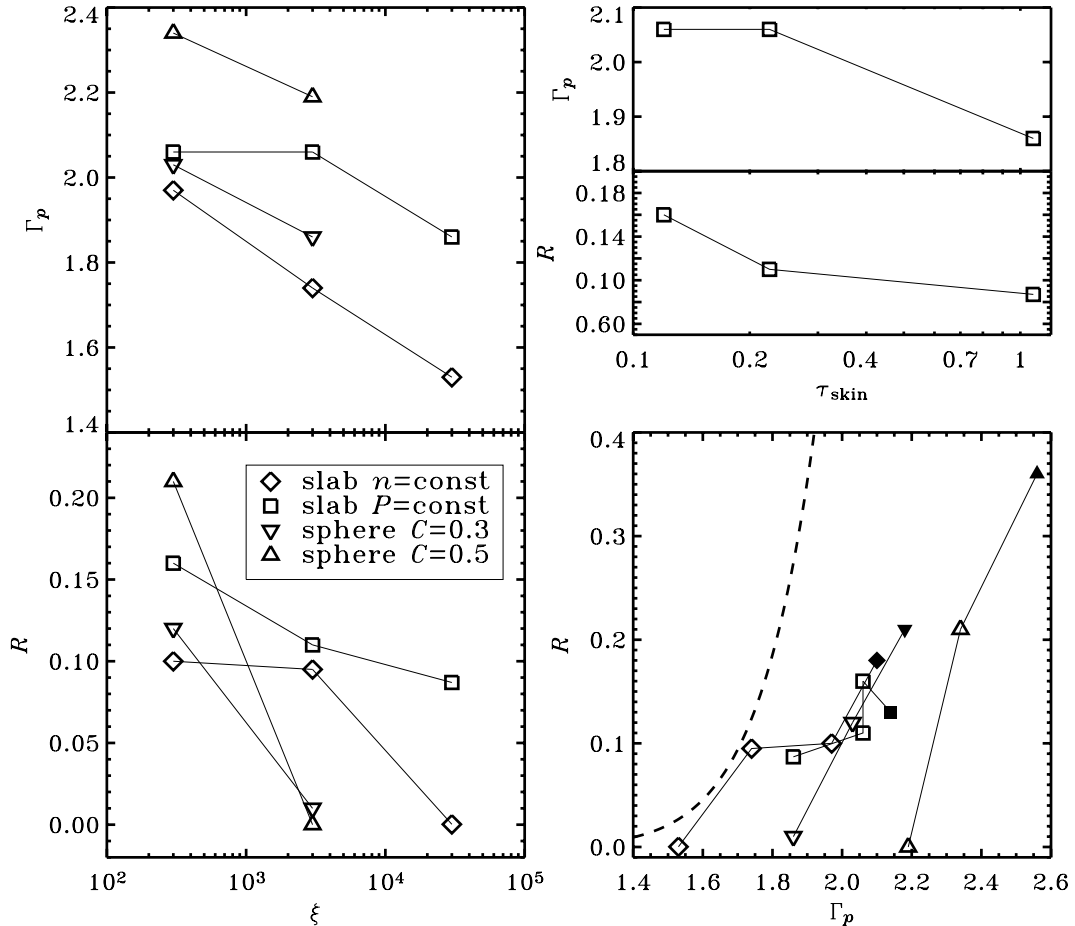 2.4
2.2
2.0
1.8
1.6
1.4
Γp
0.20
0.15
0.10
0.05
0.00
R
10² 10³ 10⁴ 10⁵
ξ
slab n=const
slab P=const
sphere C=0.3
sphere C=0.5
2.1
2.0
1.9
1.8
Γp
0.18
0.14
0.10
0.60
R
0.1 0.2 0.4 0.7 1
τskin
0.4
0.3
0.2
0.1
0.0
R
1.4 1.6 1.8 2.0 2.2 2.4 2.6
Γp